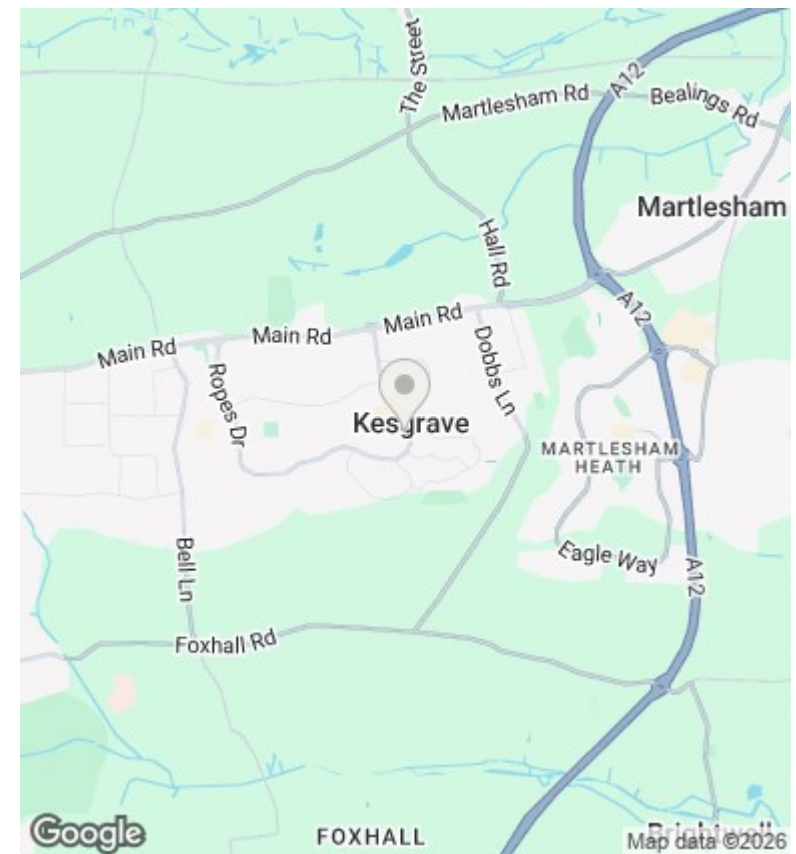 The Street
A12
Martlesham Rd
Bealings Rd
Martlesham
Hall Rd
A12
Main Rd
Main Rd
Main Rd
Dobbs Ln
Ropes Dr
Kesgrave
MARTLESHAM
HEATH
Bell Ln
Eagle Way
A12
Foxhall Rd
Google
FOXHALL
Brightwell
Map data ©2026